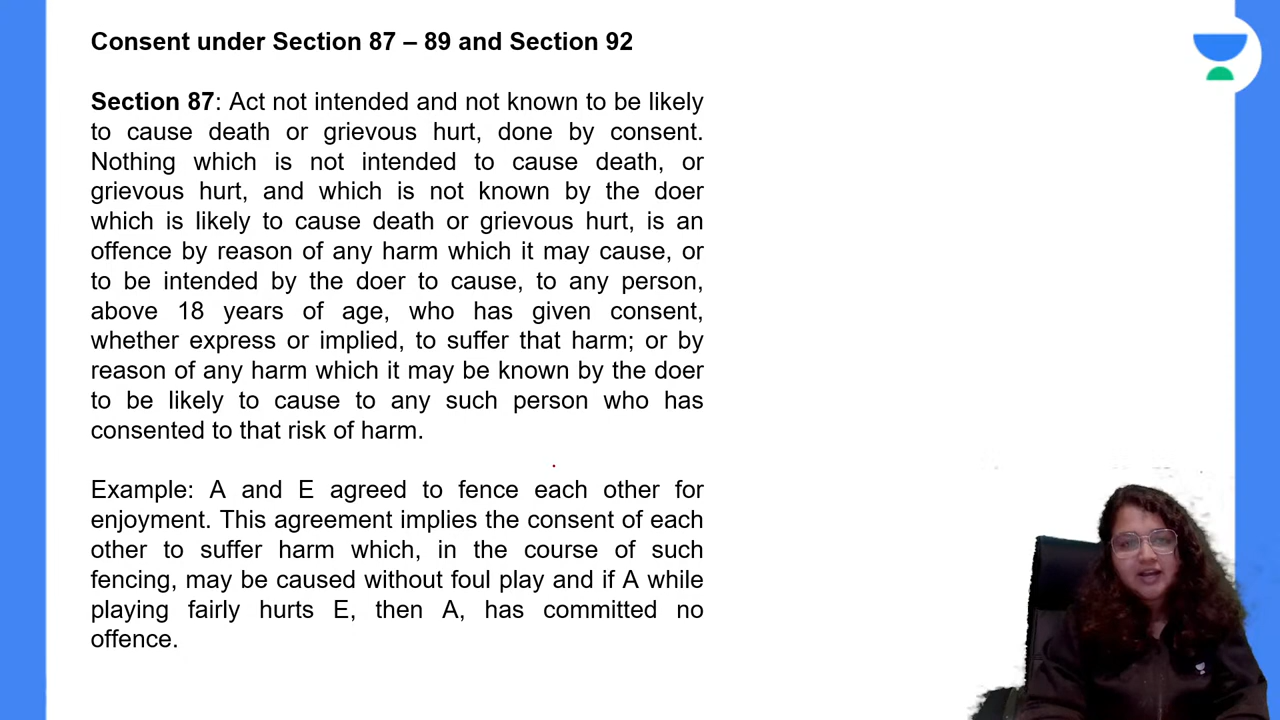 Consent under Section 87 – 89 and Section 92
Section 87: Act not intended and not known to be likely
to cause death or grievous hurt, done by consent.
Nothing which is not intended to cause death, or
grievous hurt, and which is not known by the doer
which is likely to cause death or grievous hurt, is an
offence by reason of any harm which it may cause, or
to be intended by the doer to cause, to any person,
above 18 years of age, who has given consent,
whether express or implied, to suffer that harm; or by
reason of any harm which it may be known by the doer
to be likely to cause to any such person who has
consented to that risk of harm.
Example: A and E agreed to fence each other for
enjoyment. This agreement implies the consent of each
other to suffer harm which, in the course of such
fencing, may be caused without foul play and if A while
playing fairly hurts E, then A, has committed no
offence.